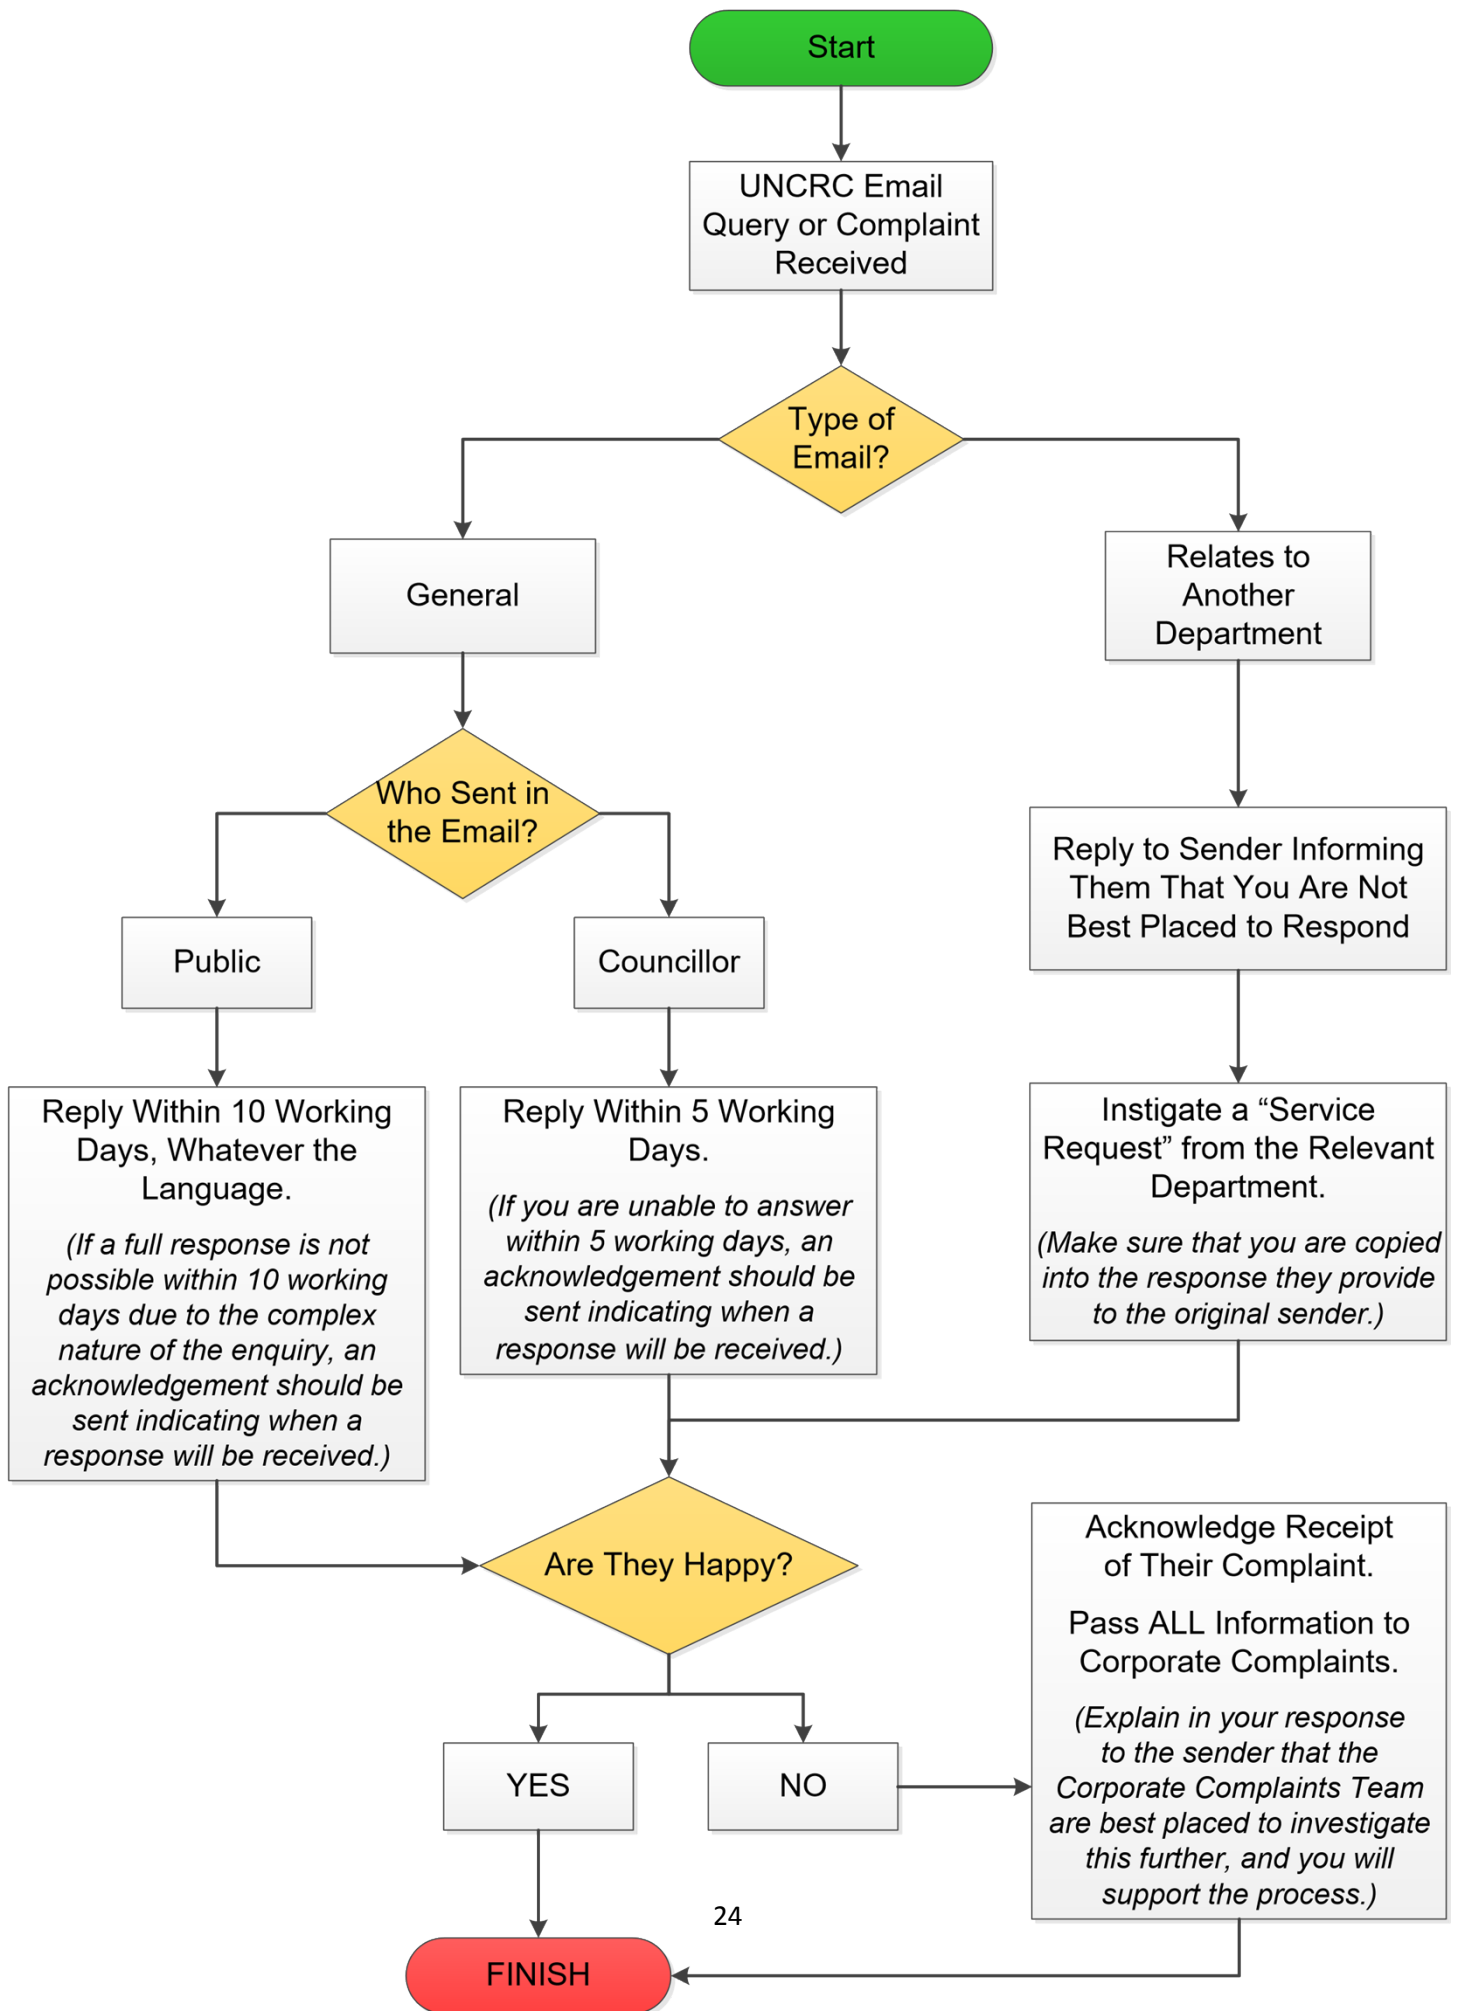 Start
UNCRC Email
Query or Complaint
Received
Type of
Email?
General
Relates to
Another
Department
Who Sent in
the Email?
Reply to Sender Informing
Them That You Are Not
Best Placed to Respond
Public
Councillor
Reply Within 10 Working
Days, Whatever the
Language.
(If a full response is not
possible within 10 working
days due to the complex
nature of the enquiry, an
acknowledgement should be
sent indicating when a
response will be received.)
Reply Within 5 Working
Days.
(If you are unable to answer
within 5 working days, an
acknowledgement should be
sent indicating when a
response will be received.)
Instigate a “Service
Request” from the Relevant
Department.
(Make sure that you are copied
into the response they provide
to the original sender.)
Are They Happy?
YES
NO
Acknowledge Receipt
of Their Complaint.
Pass ALL Information to
Corporate Complaints.
(Explain in your response
to the sender that the
Corporate Complaints Team
are best placed to investigate
this further, and you will
support the process.)
24
FINISH